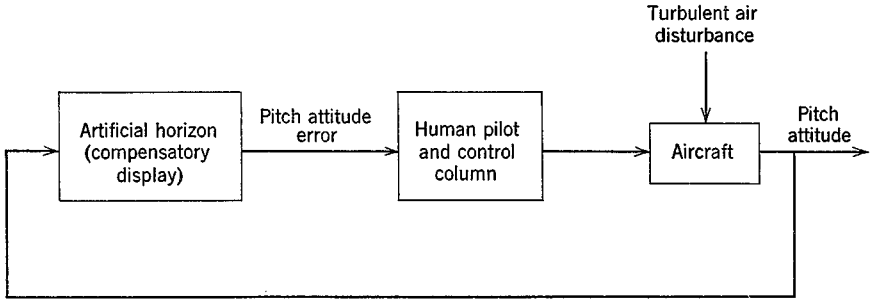 Turbulent air
disturbance
Artificial horizon
(compensatory
display)
Pitch attitude
error
Human pilot
and control
column
Aircraft
Pitch
attitude